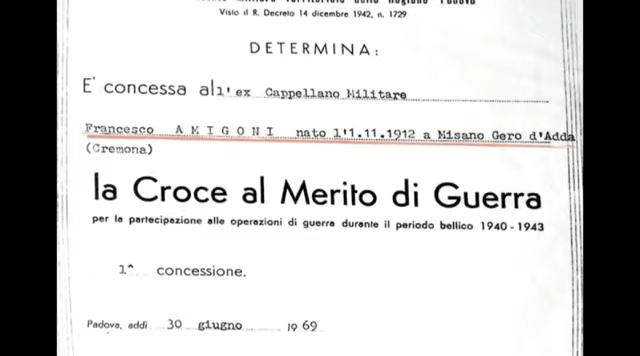 Visto il R. Decreto 14 dicembre 1942, n. 1729
DETERMINA:
E' concessa all'ex Cappellano Militare
Francesco AMIGONI nato l'1.11.1912 a Misano Gero d'Adda
(Cremona)
la Croce al Merito di Guerra
per la partecipazione alle operazioni di guerra durante il periodo bellico 1940 - 1943
1^ concessione.
Padova, addì 30 giugno 1969